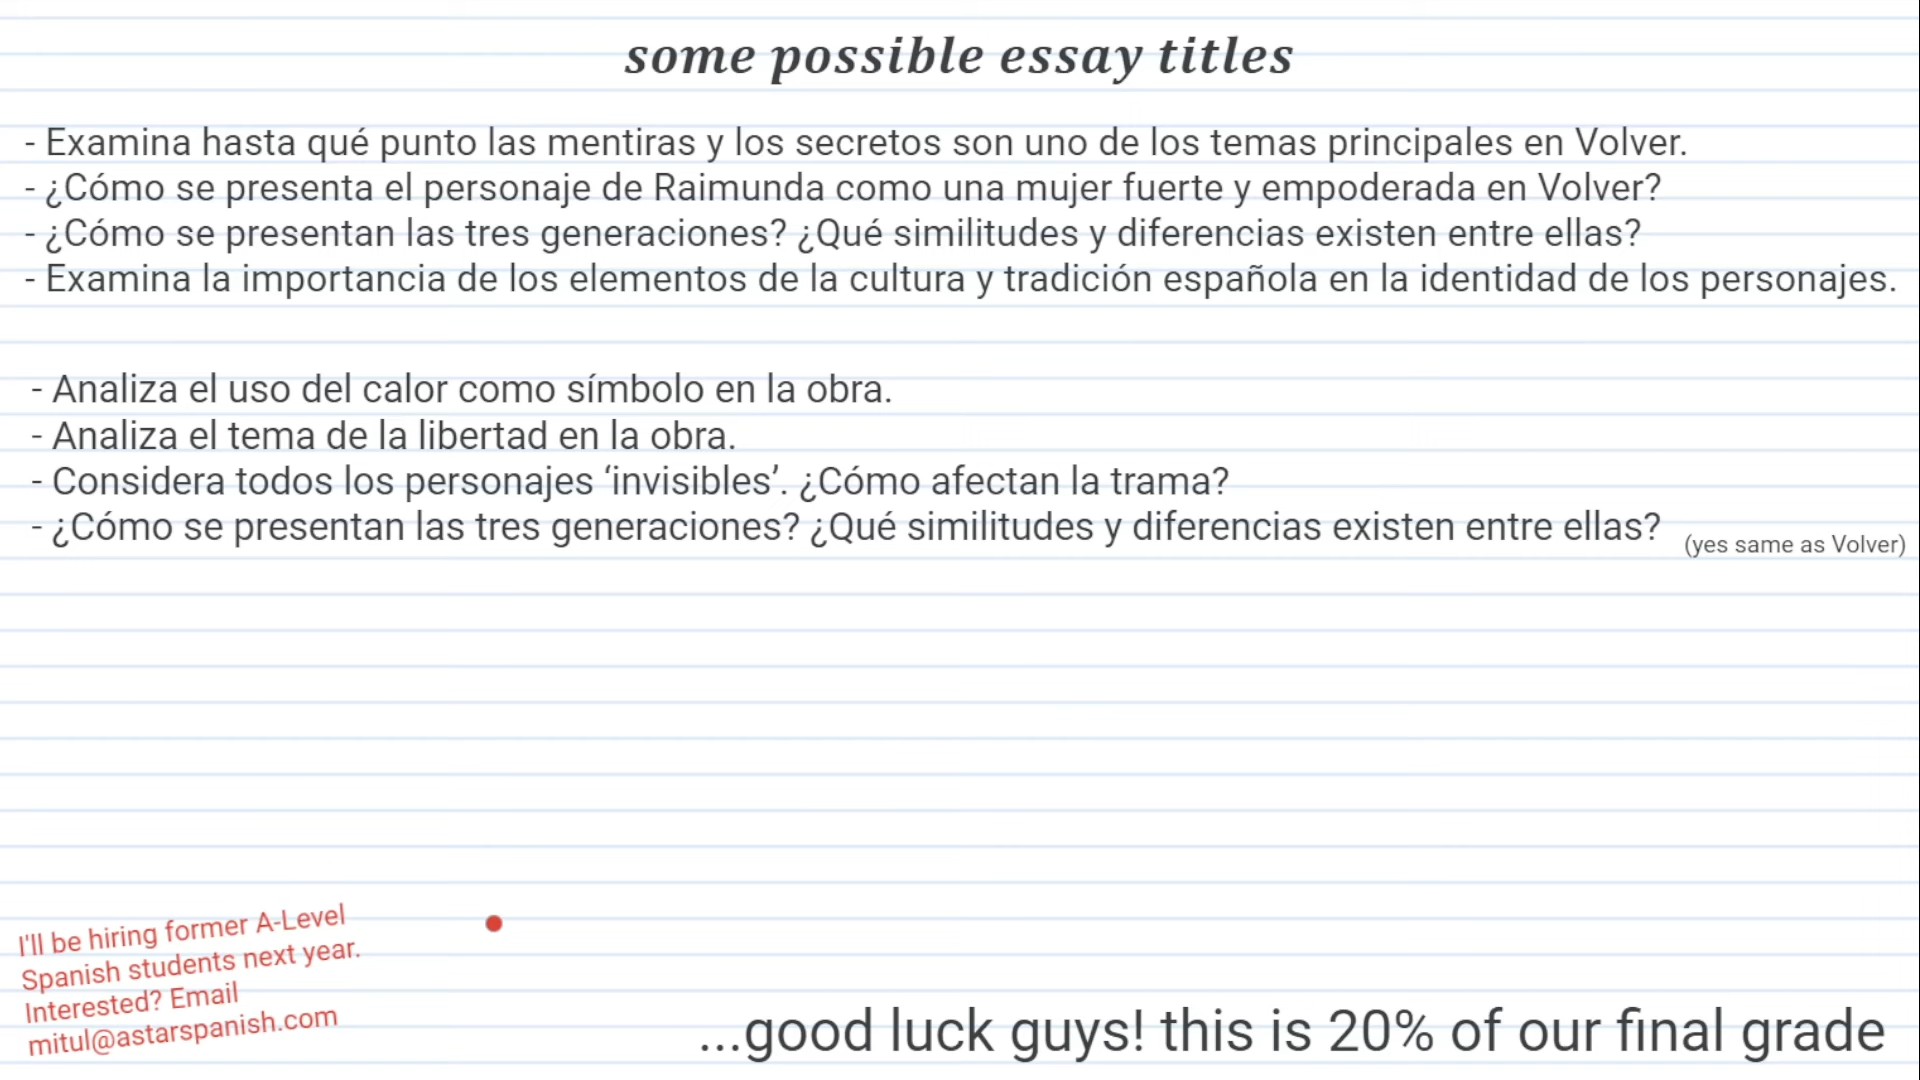 some possible essay titles
- Examina hasta qué punto las mentiras y los secretos son uno de los temas principales en Volver.
- ¿Cómo se presenta el personaje de Raimunda como una mujer fuerte y empoderada en Volver?
- ¿Cómo se presentan las tres generaciones? ¿Qué similitudes y diferencias existen entre ellas?
- Examina la importancia de los elementos de la cultura y tradición española en la identidad de los personajes.
- Analiza el uso del calor como símbolo en la obra.
- Analiza el tema de la libertad en la obra.
- Considera todos los personajes ‘invisibles’. ¿Cómo afectan la trama?
- ¿Cómo se presentan las tres generaciones? ¿Qué similitudes y diferencias existen entre ellas? (yes same as Volver)
I'll be hiring former A-Level
Spanish students next year.
Interested? Email
mitul@astarspanish.com
...good luck guys! this is 20% of our final grade